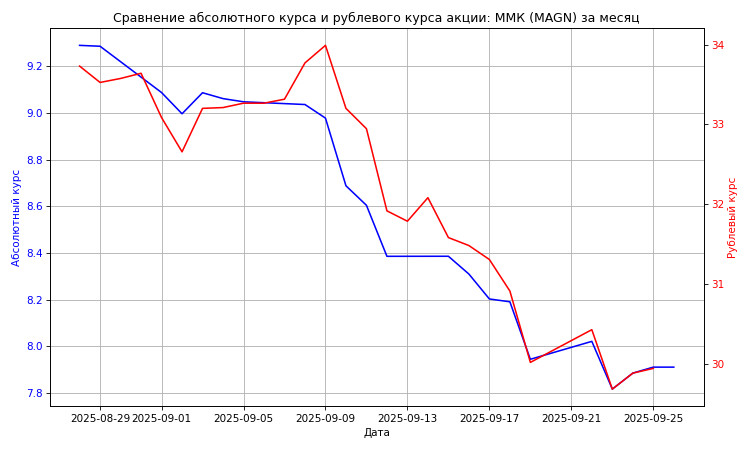 Сравнение абсолютного курса и рублевого курса акции: ММК (MAGN) за месяц
Абсолютный курс
9.2
9.0
8.8
8.6
8.4
8.2
8.0
7.8
34
33
32
31
30
Рублевый курс
2025-08-29 2025-09-01 2025-09-05 2025-09-09 2025-09-13 2025-09-17 2025-09-21 2025-09-25
Дата